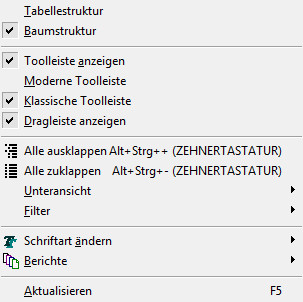 Tabellestruktur
Baumstruktur
Toolleiste anzeigen
Moderne Toolleiste
Klassische Toolleiste
Dragleiste anzeigen
Alle ausklappen Alt+Strg++ (ZEHNERTASTATUR)
Alle zuklappen Alt+Strg+- (ZEHNERTASTATUR)
Unteransicht
Filter
Schriftart ändern
Berichte
Aktualisieren F5